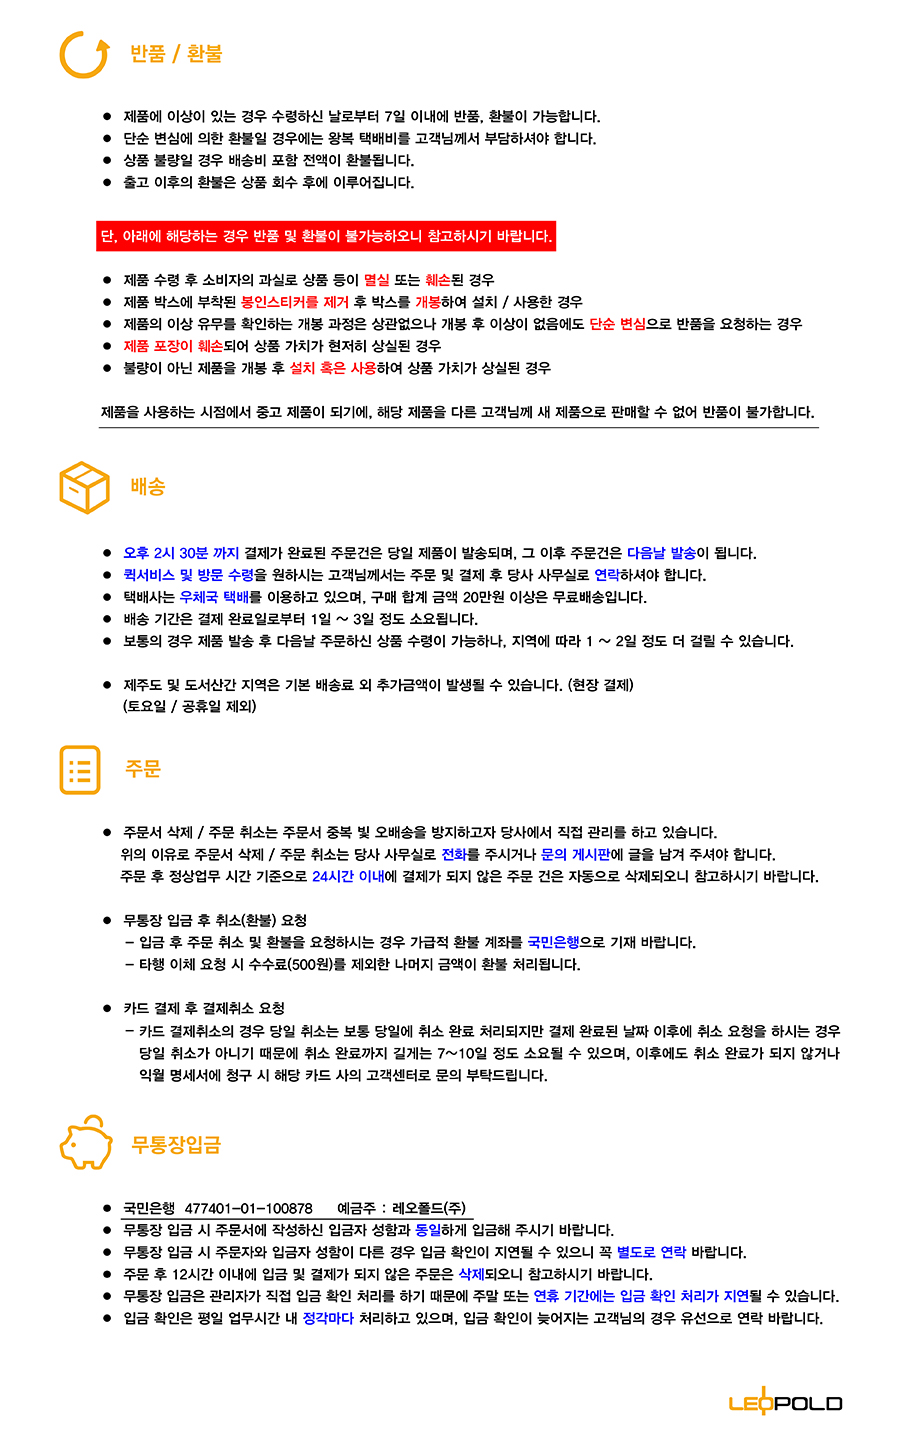 반품 / 환불
● 제품에 이상이 있는 경우 수령하신 날로부터 7일 이내에 반품, 환불이 가능합니다.
● 단순 변심에 의한 환불일 경우에는 왕복 택배비를 고객님께서 부담하셔야 합니다.
● 상품 불량일 경우 배송비 포함 전액이 환불됩니다.
● 출고 이후의 환불은 상품 회수 후에 이루어집니다.
단, 아래에 해당하는 경우 반품 및 환불이 불가능하오니 참고하시기 바랍니다.
● 제품 수령 후 소비자의 과실로 상품 등이 멸실 또는 훼손된 경우
● 제품 박스에 부착된 봉인스티커를 제거 후 박스를 개봉하여 설치 / 사용한 경우
● 제품의 이상 유무를 확인하는 개봉 과정은 상관없으나 개봉 후 이상이 없음에도 단순 변심으로 반품을 요청하는 경우
● 제품 포장이 훼손되어 상품 가치가 현저히 상실된 경우
● 불량이 아닌 제품을 개봉 후 설치 혹은 사용하여 상품 가치가 상실된 경우
제품을 사용하는 시점에서 중고 제품이 되기에, 해당 제품을 다른 고객님께 새 제품으로 판매할 수 없어 반품이 불가합니다.
배송
● 오후 2시 30분 까지 결제가 완료된 주문건은 당일 제품이 발송되며, 그 이후 주문건은 다음날 발송이 됩니다.
● 퀵서비스 및 방문 수령을 원하시는 고객님께서는 주문 및 결제 후 당사 사무실로 연락하셔야 합니다.
● 택배사는 우체국 택배를 이용하고 있으며, 구매 합계 금액 20만원 이상은 무료배송입니다.
● 배송 기간은 결제 완료일로부터 1일 ~ 3일 정도 소요됩니다.
● 보통의 경우 제품 발송 후 다음날 주문하신 상품 수령이 가능하나, 지역에 따라 1 ~ 2일 정도 더 걸릴 수 있습니다.
● 제주도 및 도서산간 지역은 기본 배송료 외 추가금액이 발생될 수 있습니다. (현장 결제)
(토요일 / 공휴일 제외)
주문
● 주문서 삭제 / 주문 취소는 주문서 중복 및 오배송을 방지하고자 당사에서 직접 관리를 하고 있습니다.
위의 이유로 주문서 삭제 / 주문 취소는 당사 사무실로 전화를 주시거나 문의 게시판에 글을 남겨 주셔야 합니다.
주문 후 정상업무 시간 기준으로 24시간 이내에 결제가 되지 않은 주문 건은 자동으로 삭제되오니 참고하시기 바랍니다.
● 무통장 입금 후 취소(환불) 요청
- 입금 후 주문 취소 및 환불을 요청하시는 경우 가급적 환불 계좌를 국민은행으로 기재 바랍니다.
- 타행 이체 요청 시 수수료(500원)를 제외한 나머지 금액이 환불 처리됩니다.
● 카드 결제 후 결제취소 요청
- 카드 결제취소의 경우 당일 취소는 보통 당일에 취소 완료 처리되지만 결제 완료된 날짜 이후에 취소 요청을 하시는 경우
당일 취소가 아니기 때문에 취소 완료까지 길게는 7~10일 정도 소요될 수 있으며, 이후에도 취소 완료가 되지 않거나
익월 명세서에 청구 시 해당 카드 사의 고객센터로 문의 부탁드립니다.
무통장입금
● 국민은행 477401-01-100878 예금주 : 레오폴드(주)
● 무통장 입금 시 주문서에 작성하신 입금자 성함과 동일하게 입금해 주시기 바랍니다.
● 무통장 입금 시 주문자와 입금자 성함이 다른 경우 입금 확인이 지연될 수 있으니 꼭 별도로 연락 바랍니다.
● 주문 후 12시간 이내에 입금 및 결제가 되지 않은 주문은 삭제되오니 참고하시기 바랍니다.
● 무통장 입금은 관리자가 직접 입금 확인 처리를 하기 때문에 주말 또는 연휴 기간에는 입금 확인 처리가 지연될 수 있습니다.
● 입금 확인은 평일 업무시간 내 정각마다 처리하고 있으며, 입금 확인이 늦어지는 고객님의 경우 유선으로 연락 바랍니다.
LEOPOLD